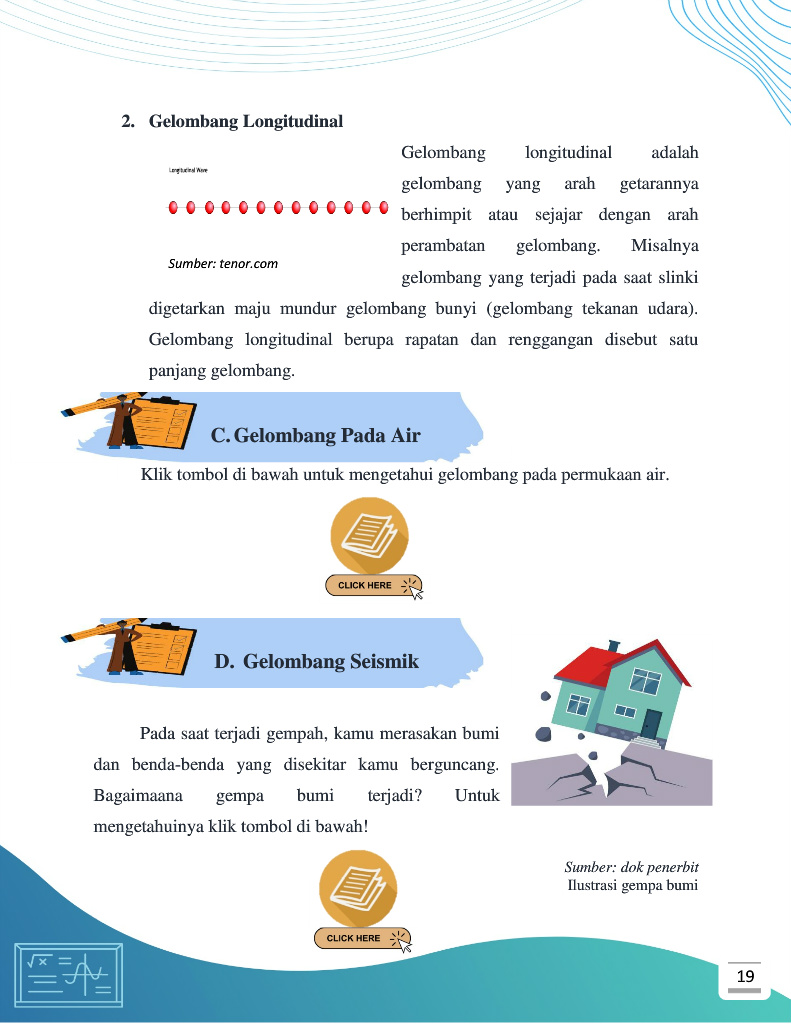 2. Gelombang Longitudinal
Longitudinal Wave
Sumber: tenor.com
Gelombang longitudinal adalah
gelombang yang arah getarannya
berhimpit atau sejajar dengan arah
perambatan gelombang. Misalnya
gelombang yang terjadi pada saat slinki
digetarkan maju mundur gelombang bunyi (gelombang tekanan udara).
Gelombang longitudinal berupa rapatan dan renggangan disebut satu
panjang gelombang.
C. Gelombang Pada Air
Klik tombol di bawah untuk mengetahui gelombang pada permukaan air.
CLICK HERE
D. Gelombang Seismik
Pada saat terjadi gempah, kamu merasakan bumi
dan benda-benda yang disekitar kamu berguncang.
Bagaimaana gempa bumi terjadi? Untuk
mengetahuinya klik tombol di bawah!
Sumber: dok penerbit
Ilustrasi gempa bumi
CLICK HERE
√x
19